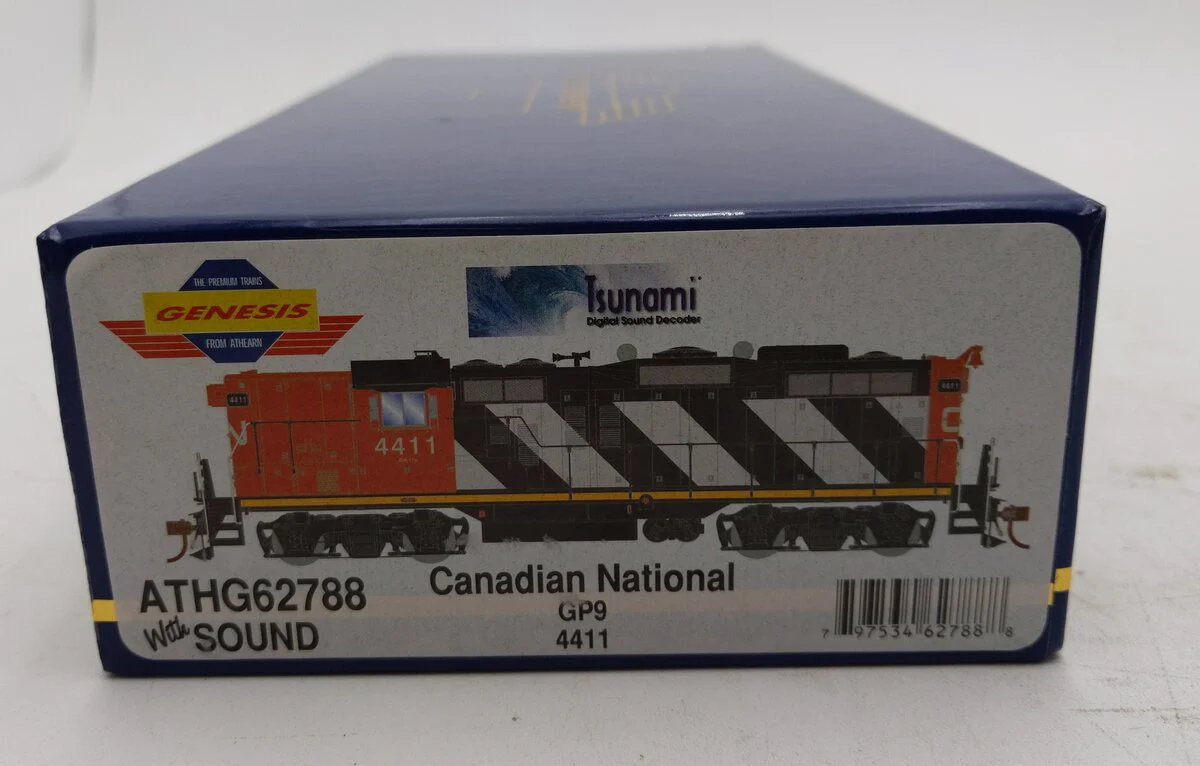 THE PREMIUM TRAINS
GENESIS
FROM ATHEARN
Tsunami™
Digital Sound Decoder
4411
4411
4411
C
ATHG62788
With SOUND
Canadian National
GP9
4411
7 97534 62788 8